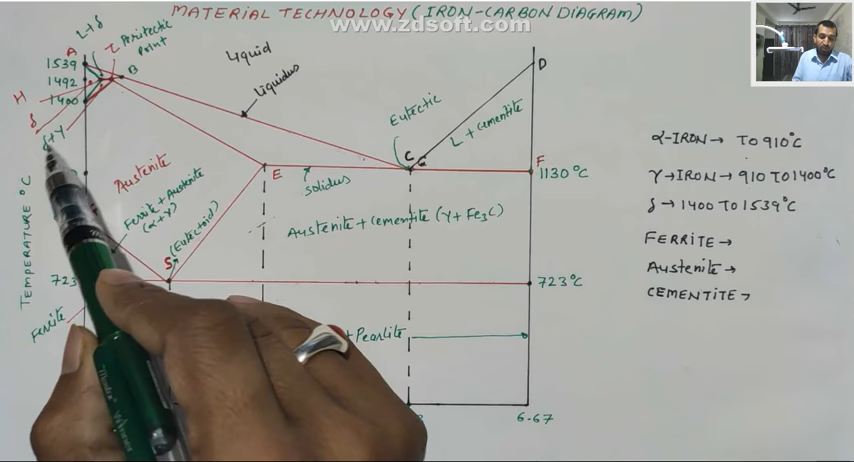 MATERIAL TECHNOLOGY (IRON-CARBON DIAGRAM)
www.zdsoft.com
L+δ
Peritectic
Point
A
1539
1492
1400
B
H
δ
δ+γ
Liquid
Liquidus
Eutectic
D
L + cementite
C
E
solidus
F
1130°C
TEMPERATURE °C
Austenite
Ferrite + Austenite
(α+γ)
(Eutectoid)
S
Austenite + cementite (γ + Fe3C)
723
723°C
Ferrite
+ Pearlite
6.67
α-IRON → TO 910°C
γ → IRON → 910 TO 1400°C
δ → 1400 TO 1539°C
FERRITE →
Austenite →
CEMENTITE →